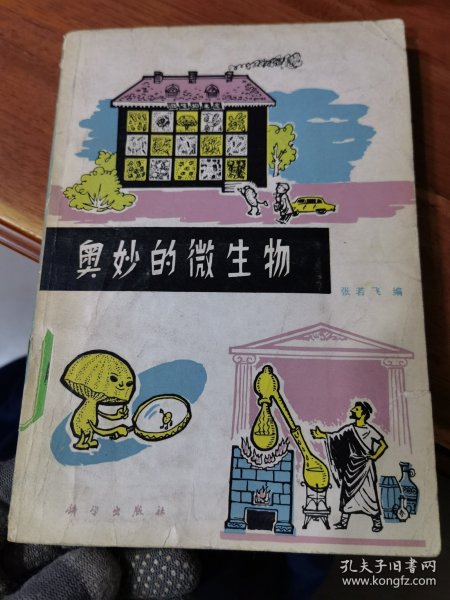 奥妙的微生物
张若飞 编
科学出版社
孔夫子旧书网
www.kongfz.com